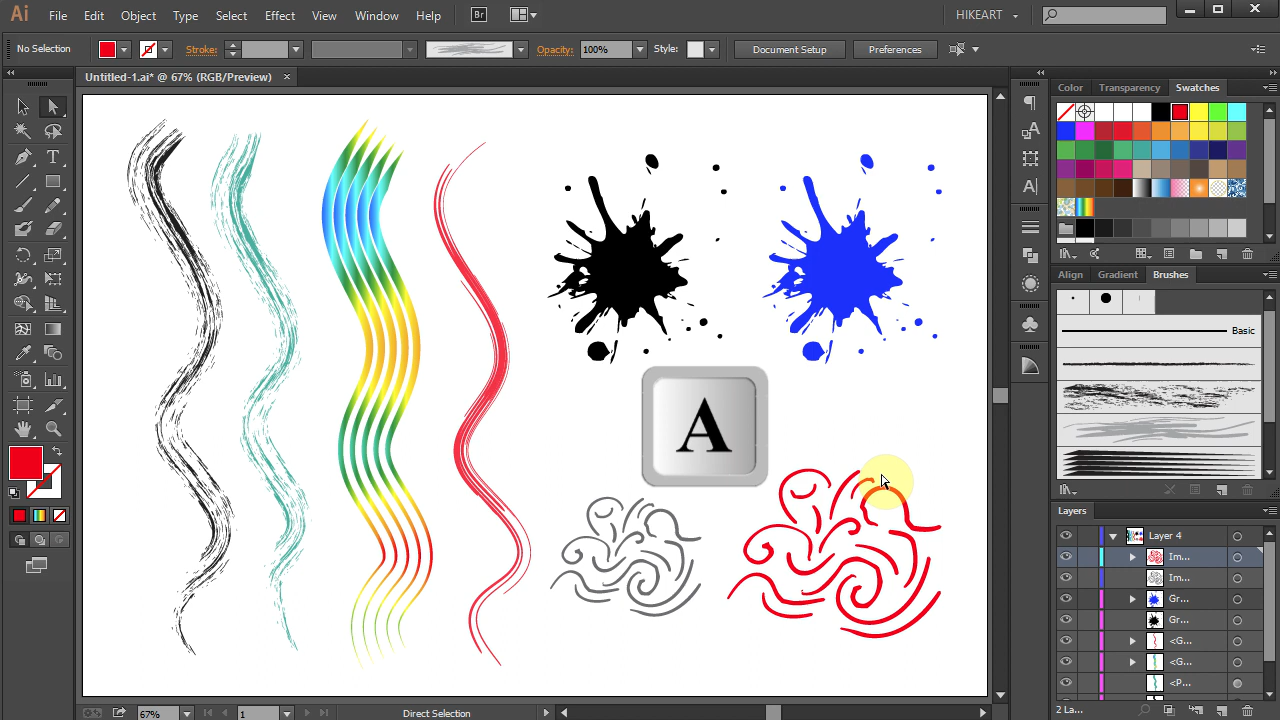 Ai File Edit Object Type Select Effect View Window Help Br HIKEART
No Selection Stroke: Opacity: 100% Style: Document Setup Preferences
Untitled-1.ai* @ 67% (RGB/Preview) ×
Color Transparency Swatches
Align Gradient Brushes
Basic
A
Layers
Layer 4
Im...
Im...
Gr...
Gr...
<G...
<G...
<P...
67% 1 Direct Selection 2 La...